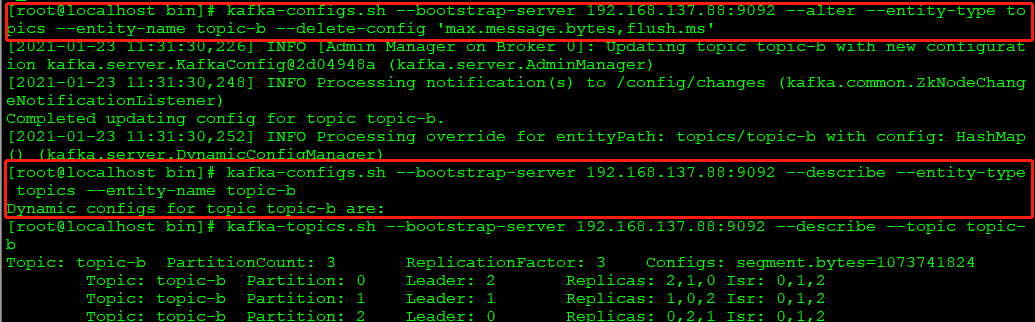 [root@localhost bin]# kafka-configs.sh --bootstrap-server 192.168.137.88:9092 --alter --entity-type to
pics --entity-name topic-b --delete-config 'max.message.bytes,flush.ms'
[2021-01-23 11:31:30,226] INFO [Admin Manager on Broker 0]: Updating topic topic-b with new configurat
ion kafka.server.KafkaConfig@2d04948a (kafka.server.AdminManager)
[2021-01-23 11:31:30,248] INFO Processing notification(s) to /config/changes (kafka.common.ZkNodeChang
eNotificationListener)
Completed updating config for topic topic-b.
[2021-01-23 11:31:30,252] INFO Processing override for entityPath: topics/topic-b with config: HashMap
() (kafka.server.DynamicConfigManager)
[root@localhost bin]# kafka-configs.sh --bootstrap-server 192.168.137.88:9092 --describe --entity-type
 topics --entity-name topic-b
Dynamic configs for topic topic-b are:
[root@localhost bin]# kafka-topics.sh --bootstrap-server 192.168.137.88:9092 --describe --topic topic-
b
Topic: topic-b  PartitionCount: 3       ReplicationFactor: 3    Configs: segment.bytes=1073741824
        Topic: topic-b  Partition: 0    Leader: 2       Replicas: 2,1,0 Isr: 0,1,2
        Topic: topic-b  Partition: 1    Leader: 1       Replicas: 1,0,2 Isr: 0,1,2
        Topic: topic-b  Partition: 2    Leader: 0       Replicas: 0,2,1 Isr: 0,1,2